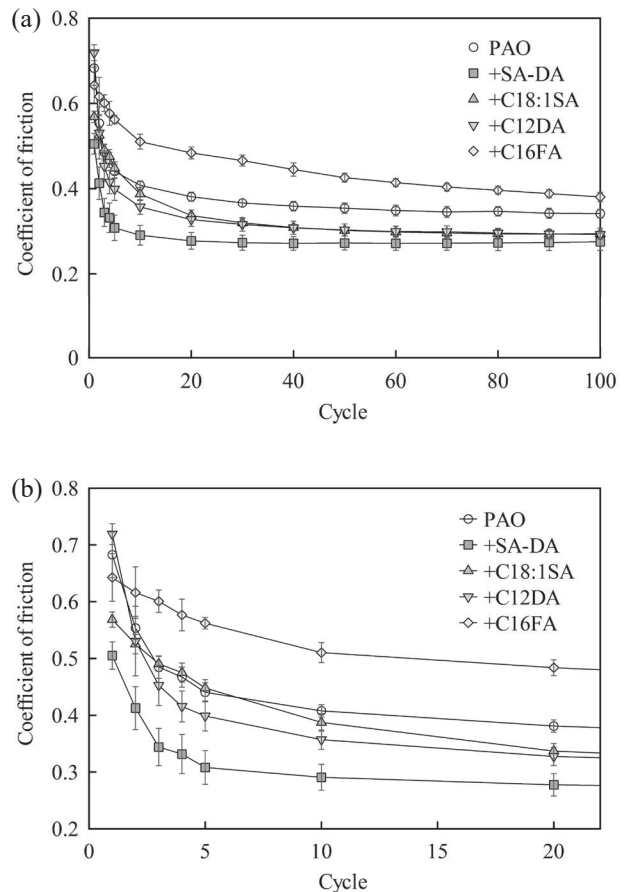 (a)
0.8
0.6
0.4
0.2
0
Coefficient of friction
PAO
+SA-DA
+C18:1SA
+C12DA
+C16FA
0 20 40 60 80 100
Cycle
(b)
0.8
0.7
0.6
0.5
0.4
0.3
0.2
Coefficient of friction
PAO
+SA-DA
+C18:1SA
+C12DA
+C16FA
0 5 10 15 20
Cycle